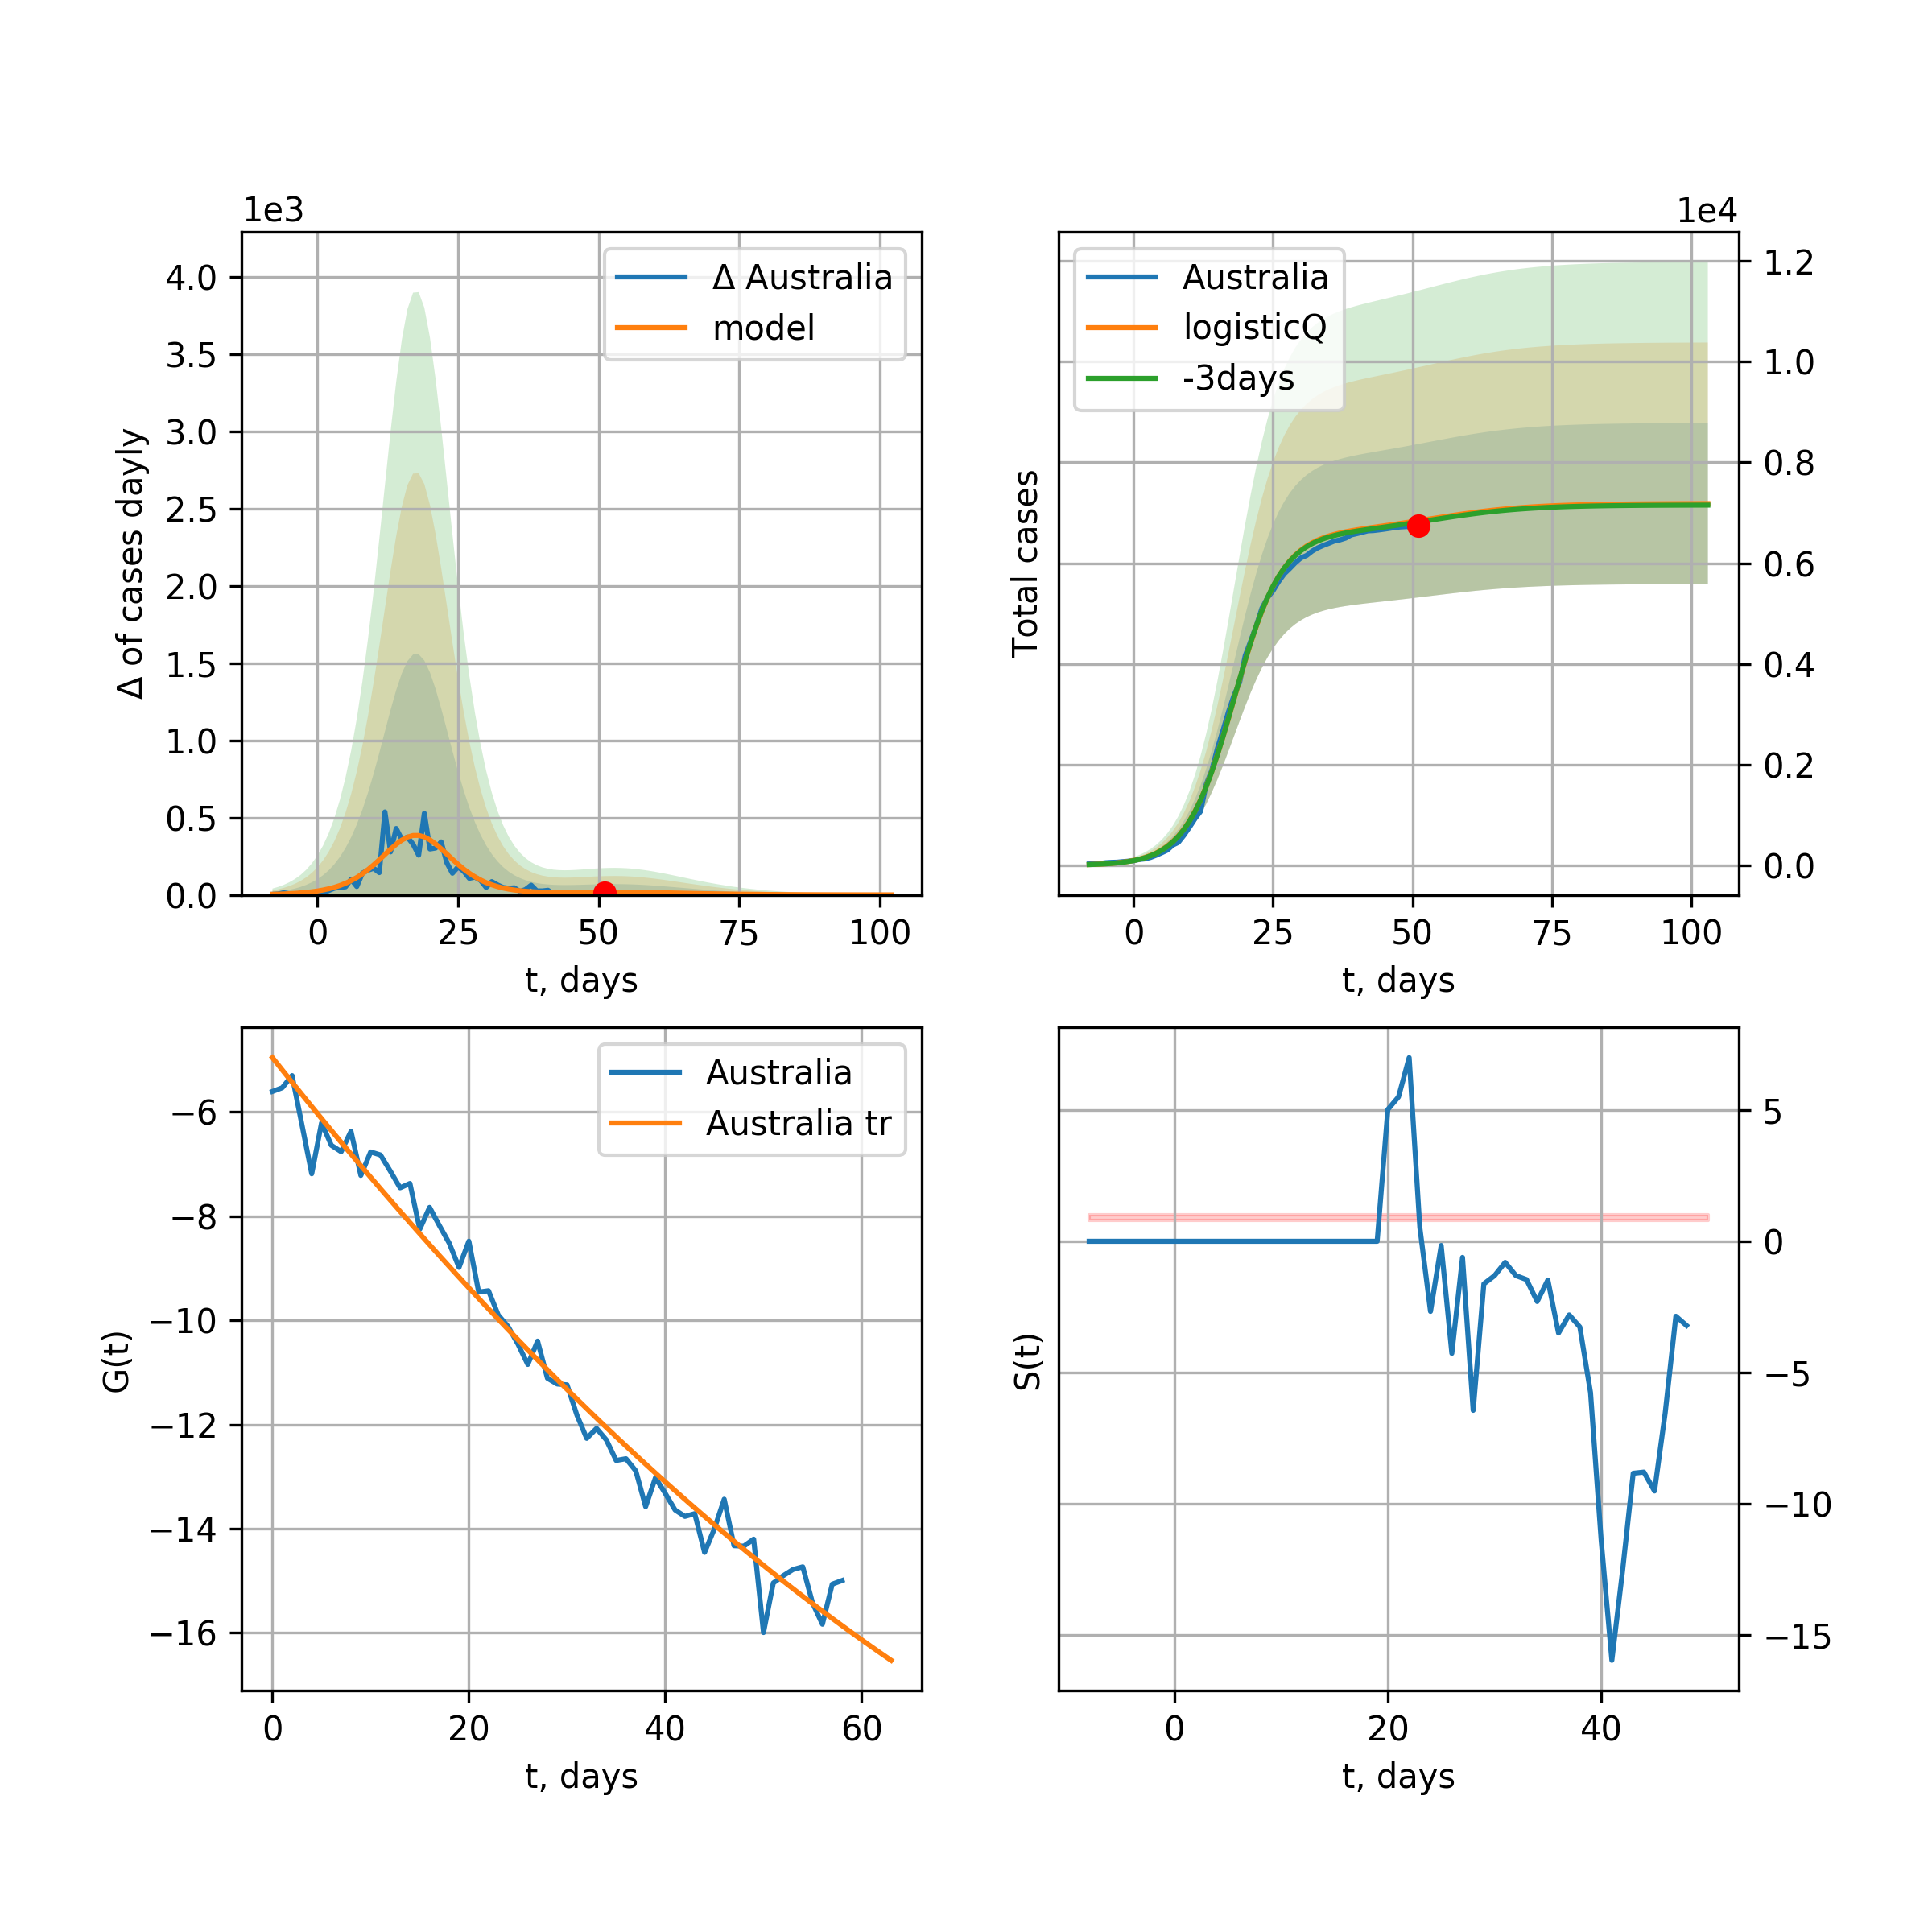 1e3
Δ Australia
model
4.0
3.5
3.0
2.5
2.0
1.5
1.0
0.5
0.0
Δ of cases dayly
0 25 50 75 100
t, days
1e4
Australia
logisticQ
-3days
Total cases
1.2
1.0
0.8
0.6
0.4
0.2
0.0
0 25 50 75 100
t, days
Australia
Australia tr
G(t)
−6
−8
−10
−12
−14
−16
0 20 40 60
t, days
S(t)
5
0
−5
−10
−15
0 20 40
t, days